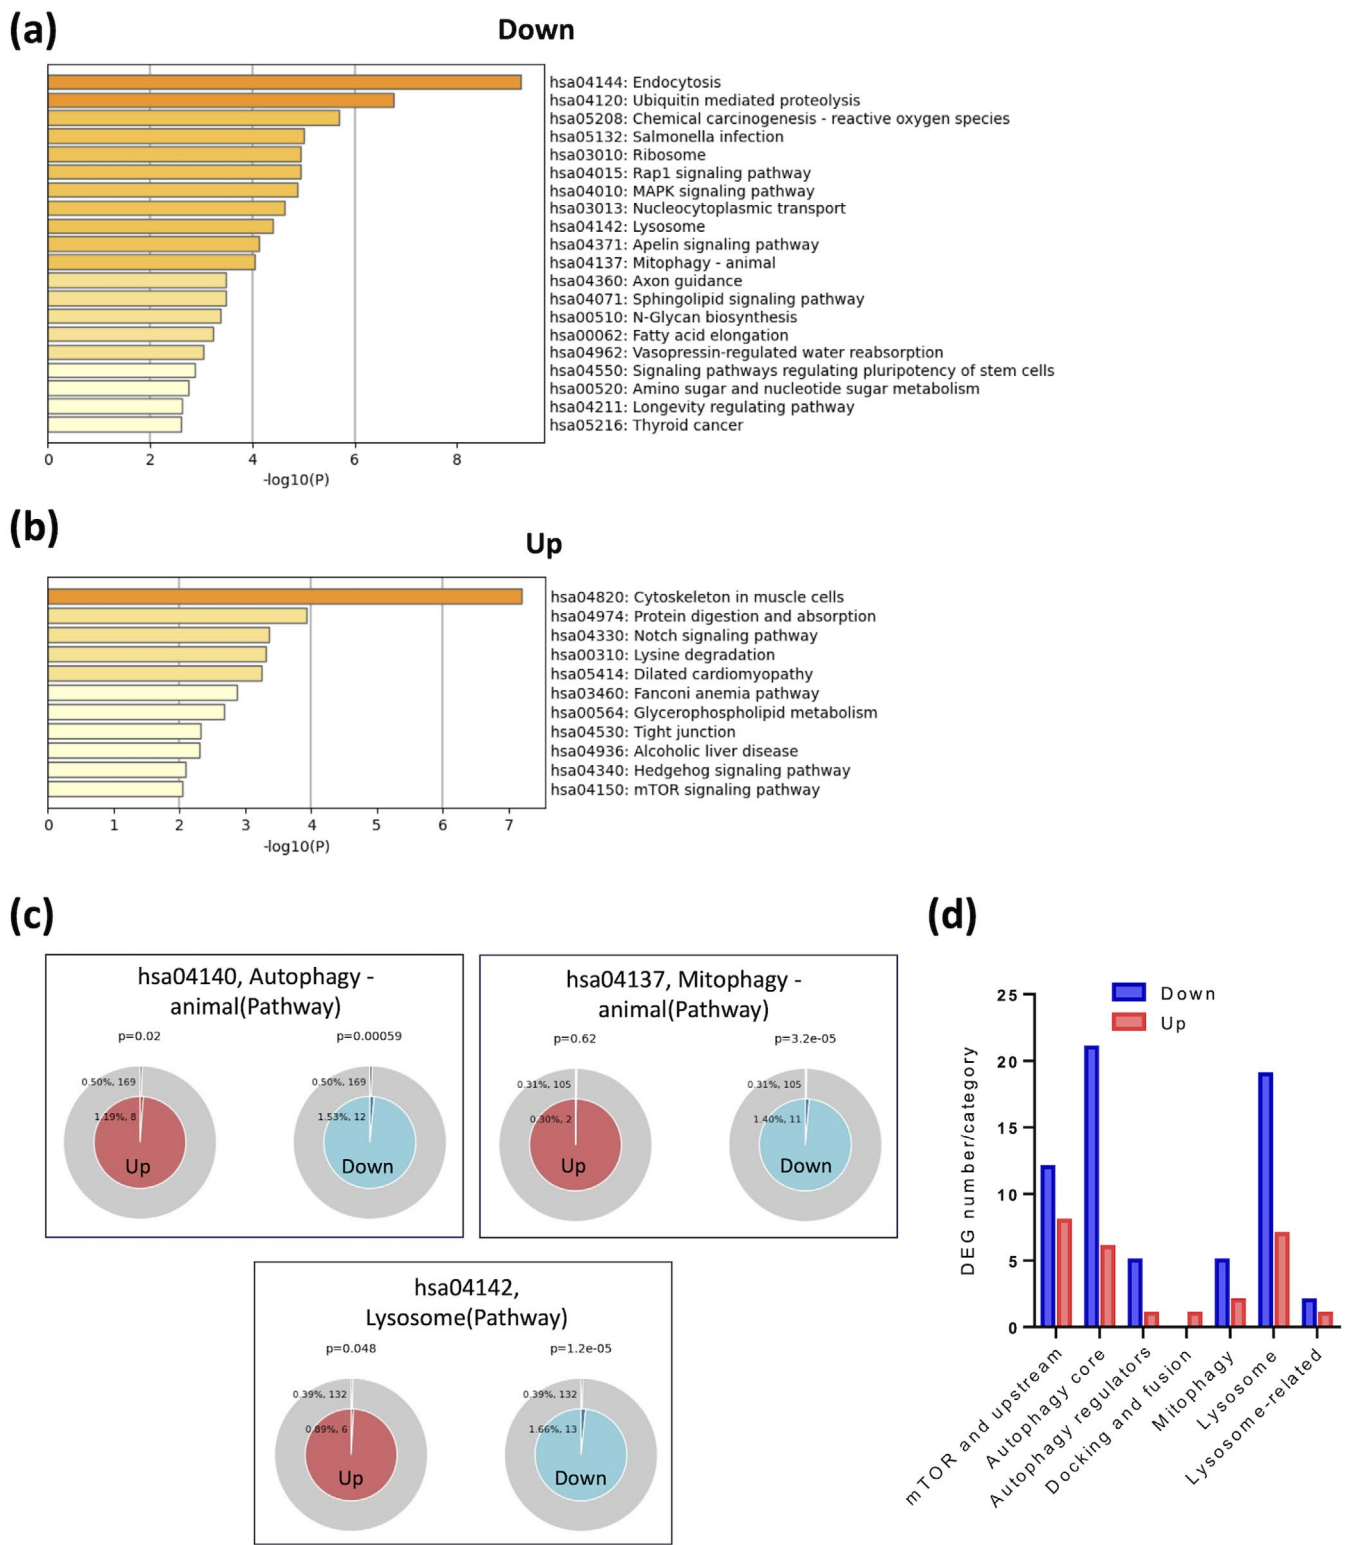 (a)
Down
hsa04144: Endocytosis
hsa04120: Ubiquitin mediated proteolysis
hsa05208: Chemical carcinogenesis - reactive oxygen species
hsa05132: Salmonella infection
hsa03010: Ribosome
hsa04015: Rap1 signaling pathway
hsa04010: MAPK signaling pathway
hsa03013: Nucleocytoplasmic transport
hsa04142: Lysosome
hsa04371: Apelin signaling pathway
hsa04137: Mitophagy - animal
hsa04360: Axon guidance
hsa04071: Sphingolipid signaling pathway
hsa00510: N-Glycan biosynthesis
hsa00062: Fatty acid elongation
hsa04962: Vasopressin-regulated water reabsorption
hsa04550: Signaling pathways regulating pluripotency of stem cells
hsa00520: Amino sugar and nucleotide sugar metabolism
hsa04211: Longevity regulating pathway
hsa05216: Thyroid cancer
0 2 4 6 8
-log10(P)
(b)
Up
hsa04820: Cytoskeleton in muscle cells
hsa04974: Protein digestion and absorption
hsa04330: Notch signaling pathway
hsa00310: Lysine degradation
hsa05414: Dilated cardiomyopathy
hsa03460: Fanconi anemia pathway
hsa00564: Glycerophospholipid metabolism
hsa04530: Tight junction
hsa04936: Alcoholic liver disease
hsa04340: Hedgehog signaling pathway
hsa04150: mTOR signaling pathway
0 1 2 3 4 5 6 7
-log10(P)
(c)
hsa04140, Autophagy -
animal(Pathway)
p=0.02
0.50%, 169
1.19%, 8
Up
p=0.00059
0.50%, 169
1.53%, 12
Down
hsa04137, Mitophagy -
animal(Pathway)
p=0.62
0.31%, 105
0.30%, 2
Up
p=3.2e-05
0.31%, 105
1.40%, 11
Down
hsa04142,
Lysosome(Pathway)
p=0.048
0.39%, 132
0.89%, 6
Up
p=1.2e-05
0.39%, 132
1.66%, 13
Down
(d)
Down
Up
DEG number/category
25
20
15
10
5
0
mTOR and upstream
Autophagy core
Autophagy regulators
Docking and fusion
Mitophagy
Lysosome
Lysosome-related